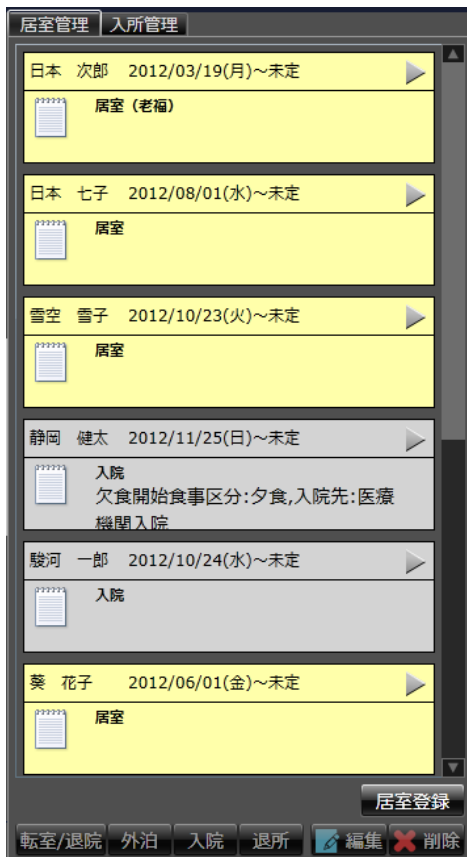 居室管理 入所管理
日本 次郎 2012/03/19(月)～未定
居室（老福）
日本 七子 2012/08/01(水)～未定
居室
雪空 雪子 2012/10/23(火)～未定
居室
静岡 健太 2012/11/25(日)～未定
入院
欠食開始食事区分:夕食,入院先:医療
機関入院
駿河 一郎 2012/10/24(水)～未定
入院
葵 花子 2012/06/01(金)～未定
居室
居室登録
転室/退院 外泊 入院 退所 編集 削除